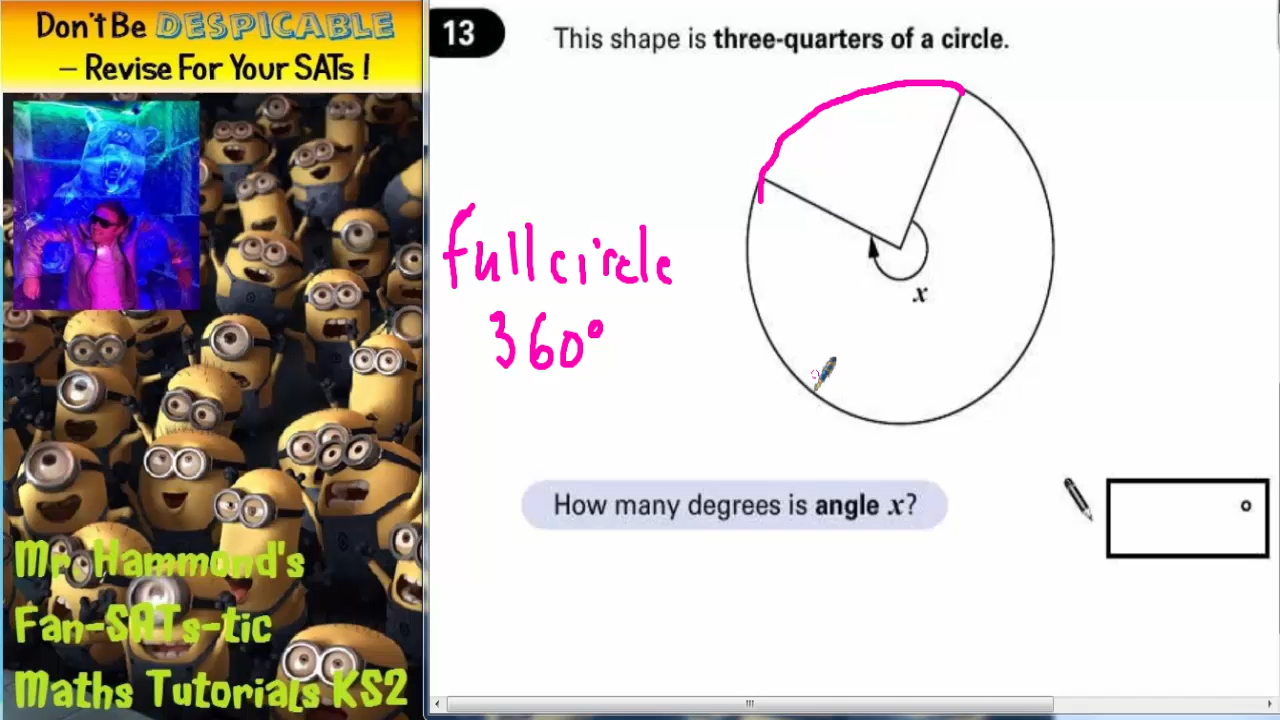 Don't Be DESPICABLE
– Revise For Your SATs !
13
This shape is three-quarters of a circle.
full circle
360°
x
How many degrees is angle x?
°
Mr. Hammond's
Fan-SATs-tic
Maths Tutorials KS2